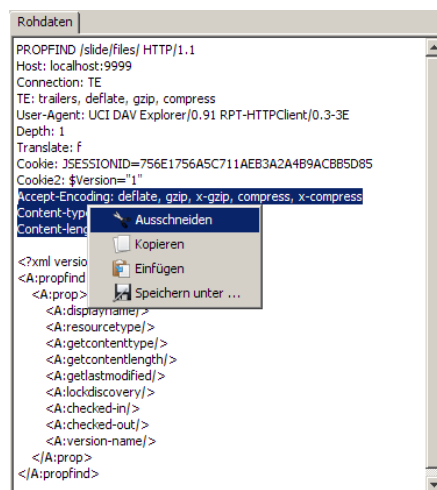 Rohdaten
PROPFIND /slide/files/ HTTP/1.1
Host: localhost:9999
Connection: TE
TE: trailers, deflate, gzip, compress
User-Agent: UCI DAV Explorer/0.91 RPT-HTTPClient/0.3-3E
Depth: 1
Translate: f
Cookie: JSESSIONID=756E1756A5C711AEB3A2A4B9ACBB5D85
Cookie2: $Version="1"
Accept-Encoding: deflate, gzip, x-gzip, compress, x-compress
Content-typ
Content-leng
Ausschneiden
Kopieren
Einfügen
Speichern unter ...
<?xml versio
<A:propfind
<A:prop>
<A:displayname/>
<A:resourcetype/>
<A:getcontenttype/>
<A:getcontentlength/>
<A:getlastmodified/>
<A:lockdiscovery/>
<A:checked-in/>
<A:checked-out/>
<A:version-name/>
</A:prop>
</A:propfind>